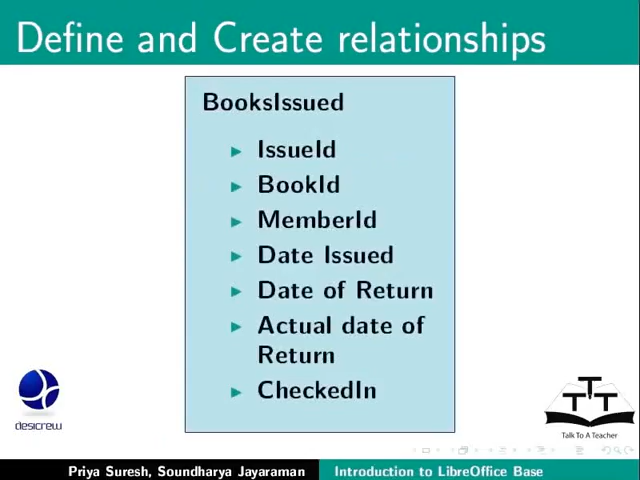 Define and Create relationships
BooksIssued
IssueId
BookId
MemberId
Date Issued
Date of Return
Actual date of
Return
CheckedIn
desicrew
TTT
Talk To A Teacher
Priya Suresh, Soundharya Jayaraman
Introduction to LibreOffice Base